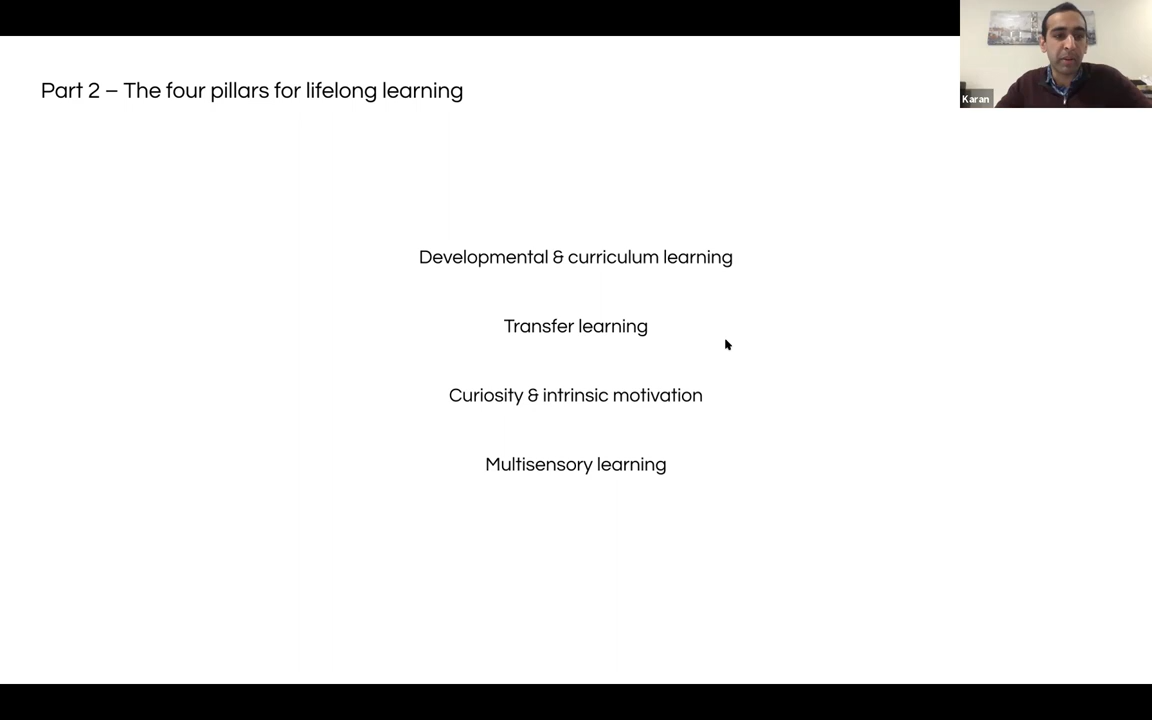 Part 2 – The four pillars for lifelong learning
Karan
Developmental & curriculum learning
Transfer learning
Curiosity & intrinsic motivation
Multisensory learning